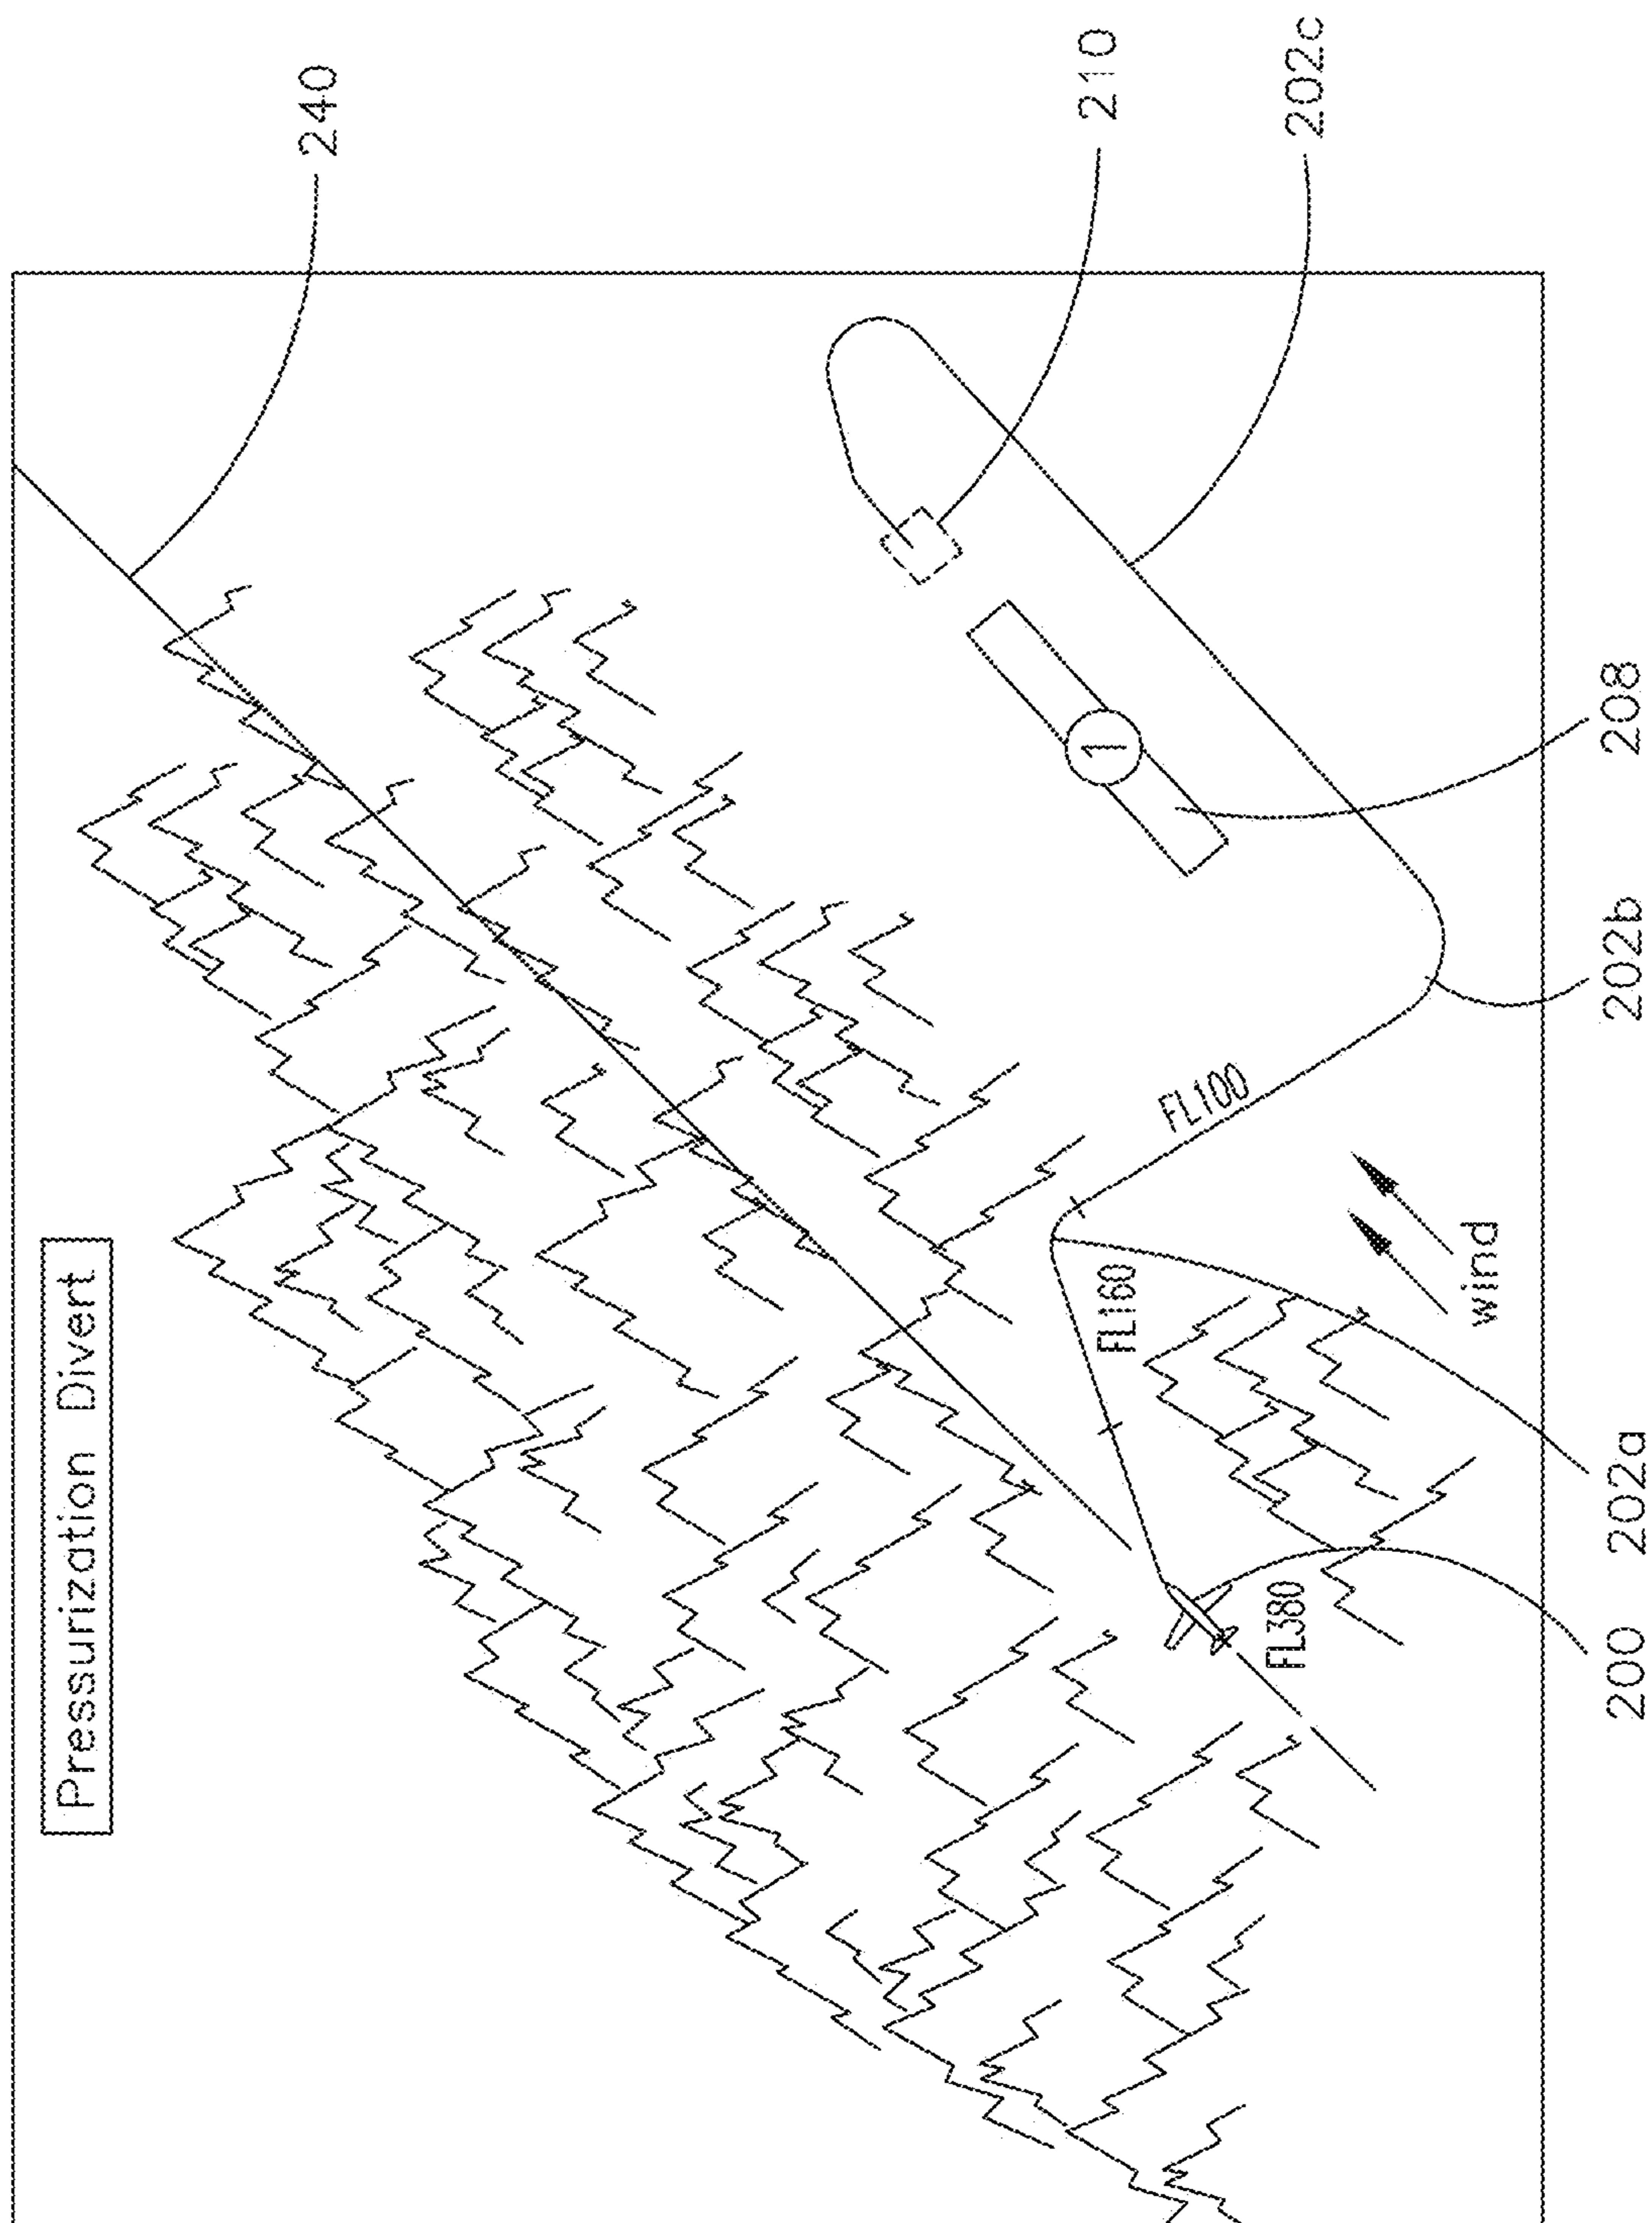 Pressurization Divert
240
210
202c
1
208
202b
FL100
FL160
wind
202a
FL380
200